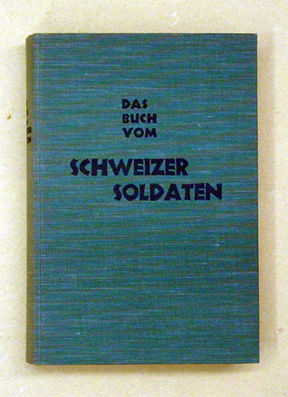 DAS
BUCH
VOM
SCHWEIZER
SOLDATEN